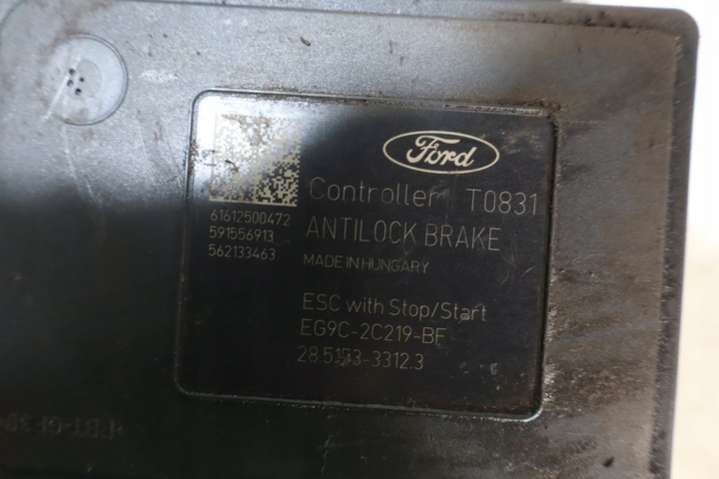 Ford
Controller T0831
61612500472
591556913
562133463
ANTILOCK BRAKE
MADE IN HUNGARY
ESC with Stop/Start
EG9C-2C219-BF